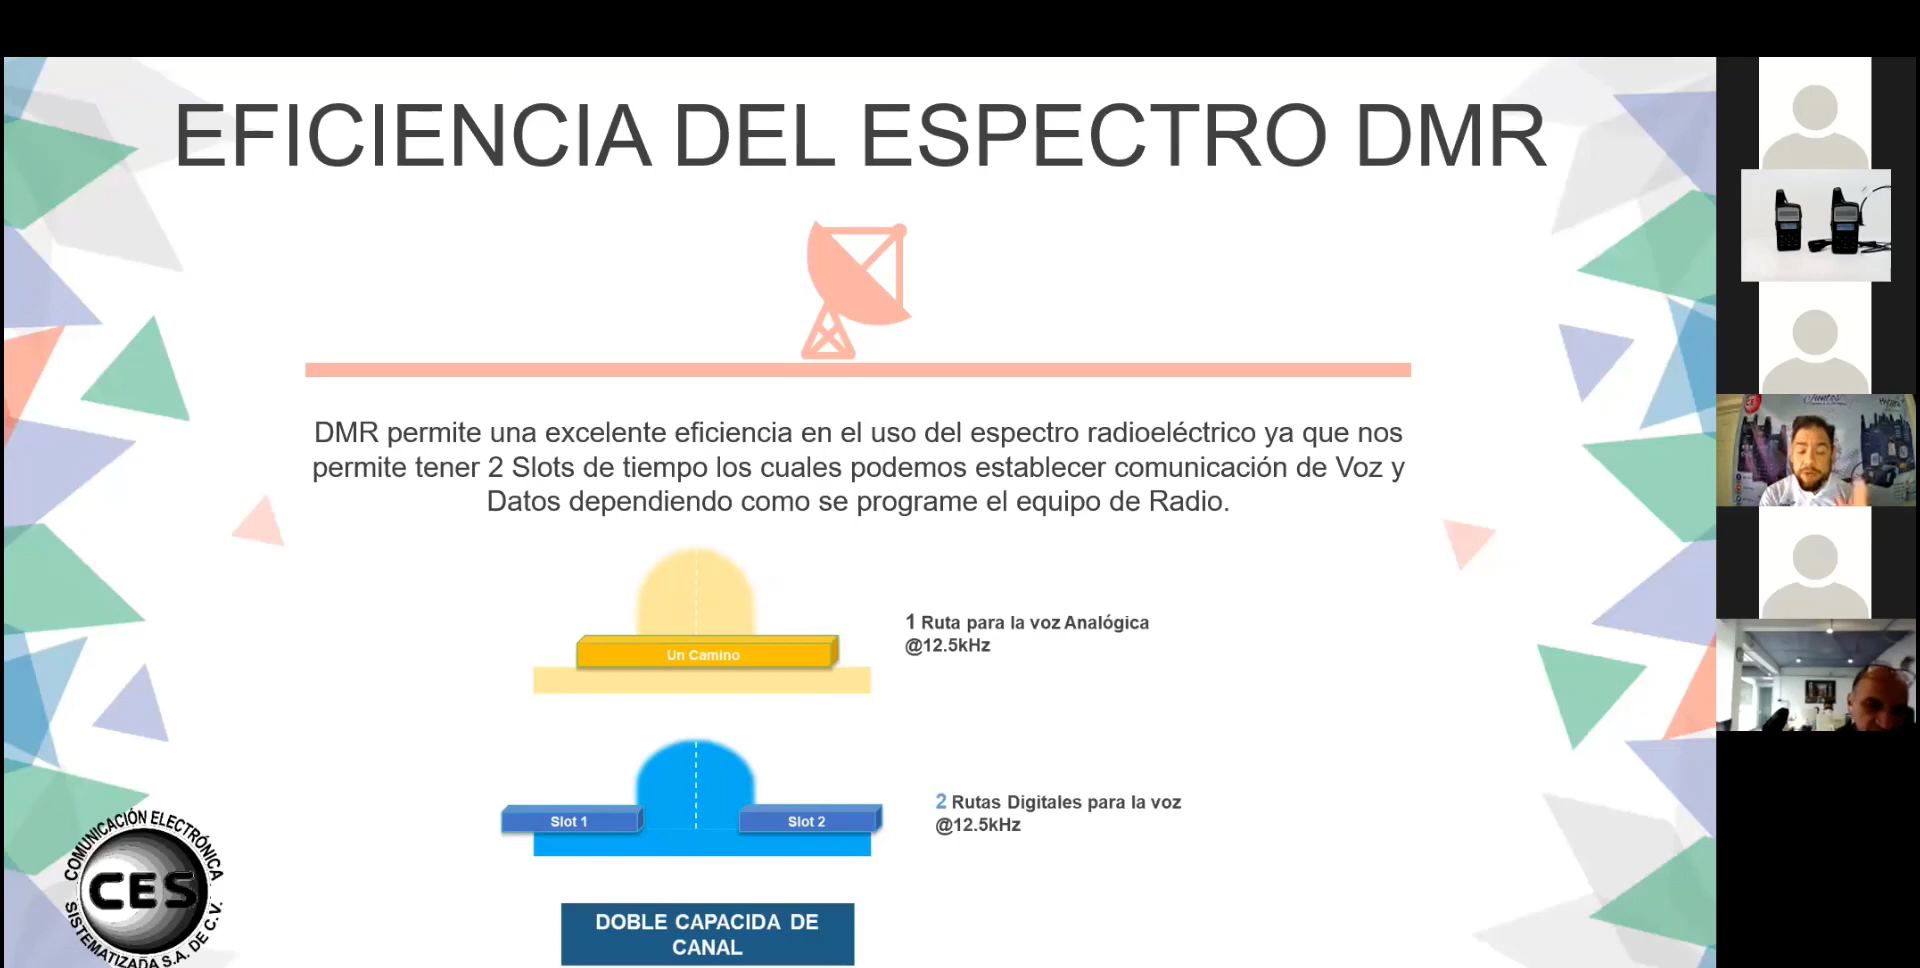 EFICIENCIA DEL ESPECTRO DMR
DMR permite una excelente eficiencia en el uso del espectro radioeléctrico ya que nos
permite tener 2 Slots de tiempo los cuales podemos establecer comunicación de Voz y
Datos dependiendo como se programe el equipo de Radio.
Un Camino
1 Ruta para la voz Analógica
@12.5kHz
Slot 1
Slot 2
2 Rutas Digitales para la voz
@12.5kHz
DOBLE CAPACIDA DE
CANAL
COMUNICACIÓN ELECTRÓNICA
CES
SISTEMATIZADA S.A. DE C.V.